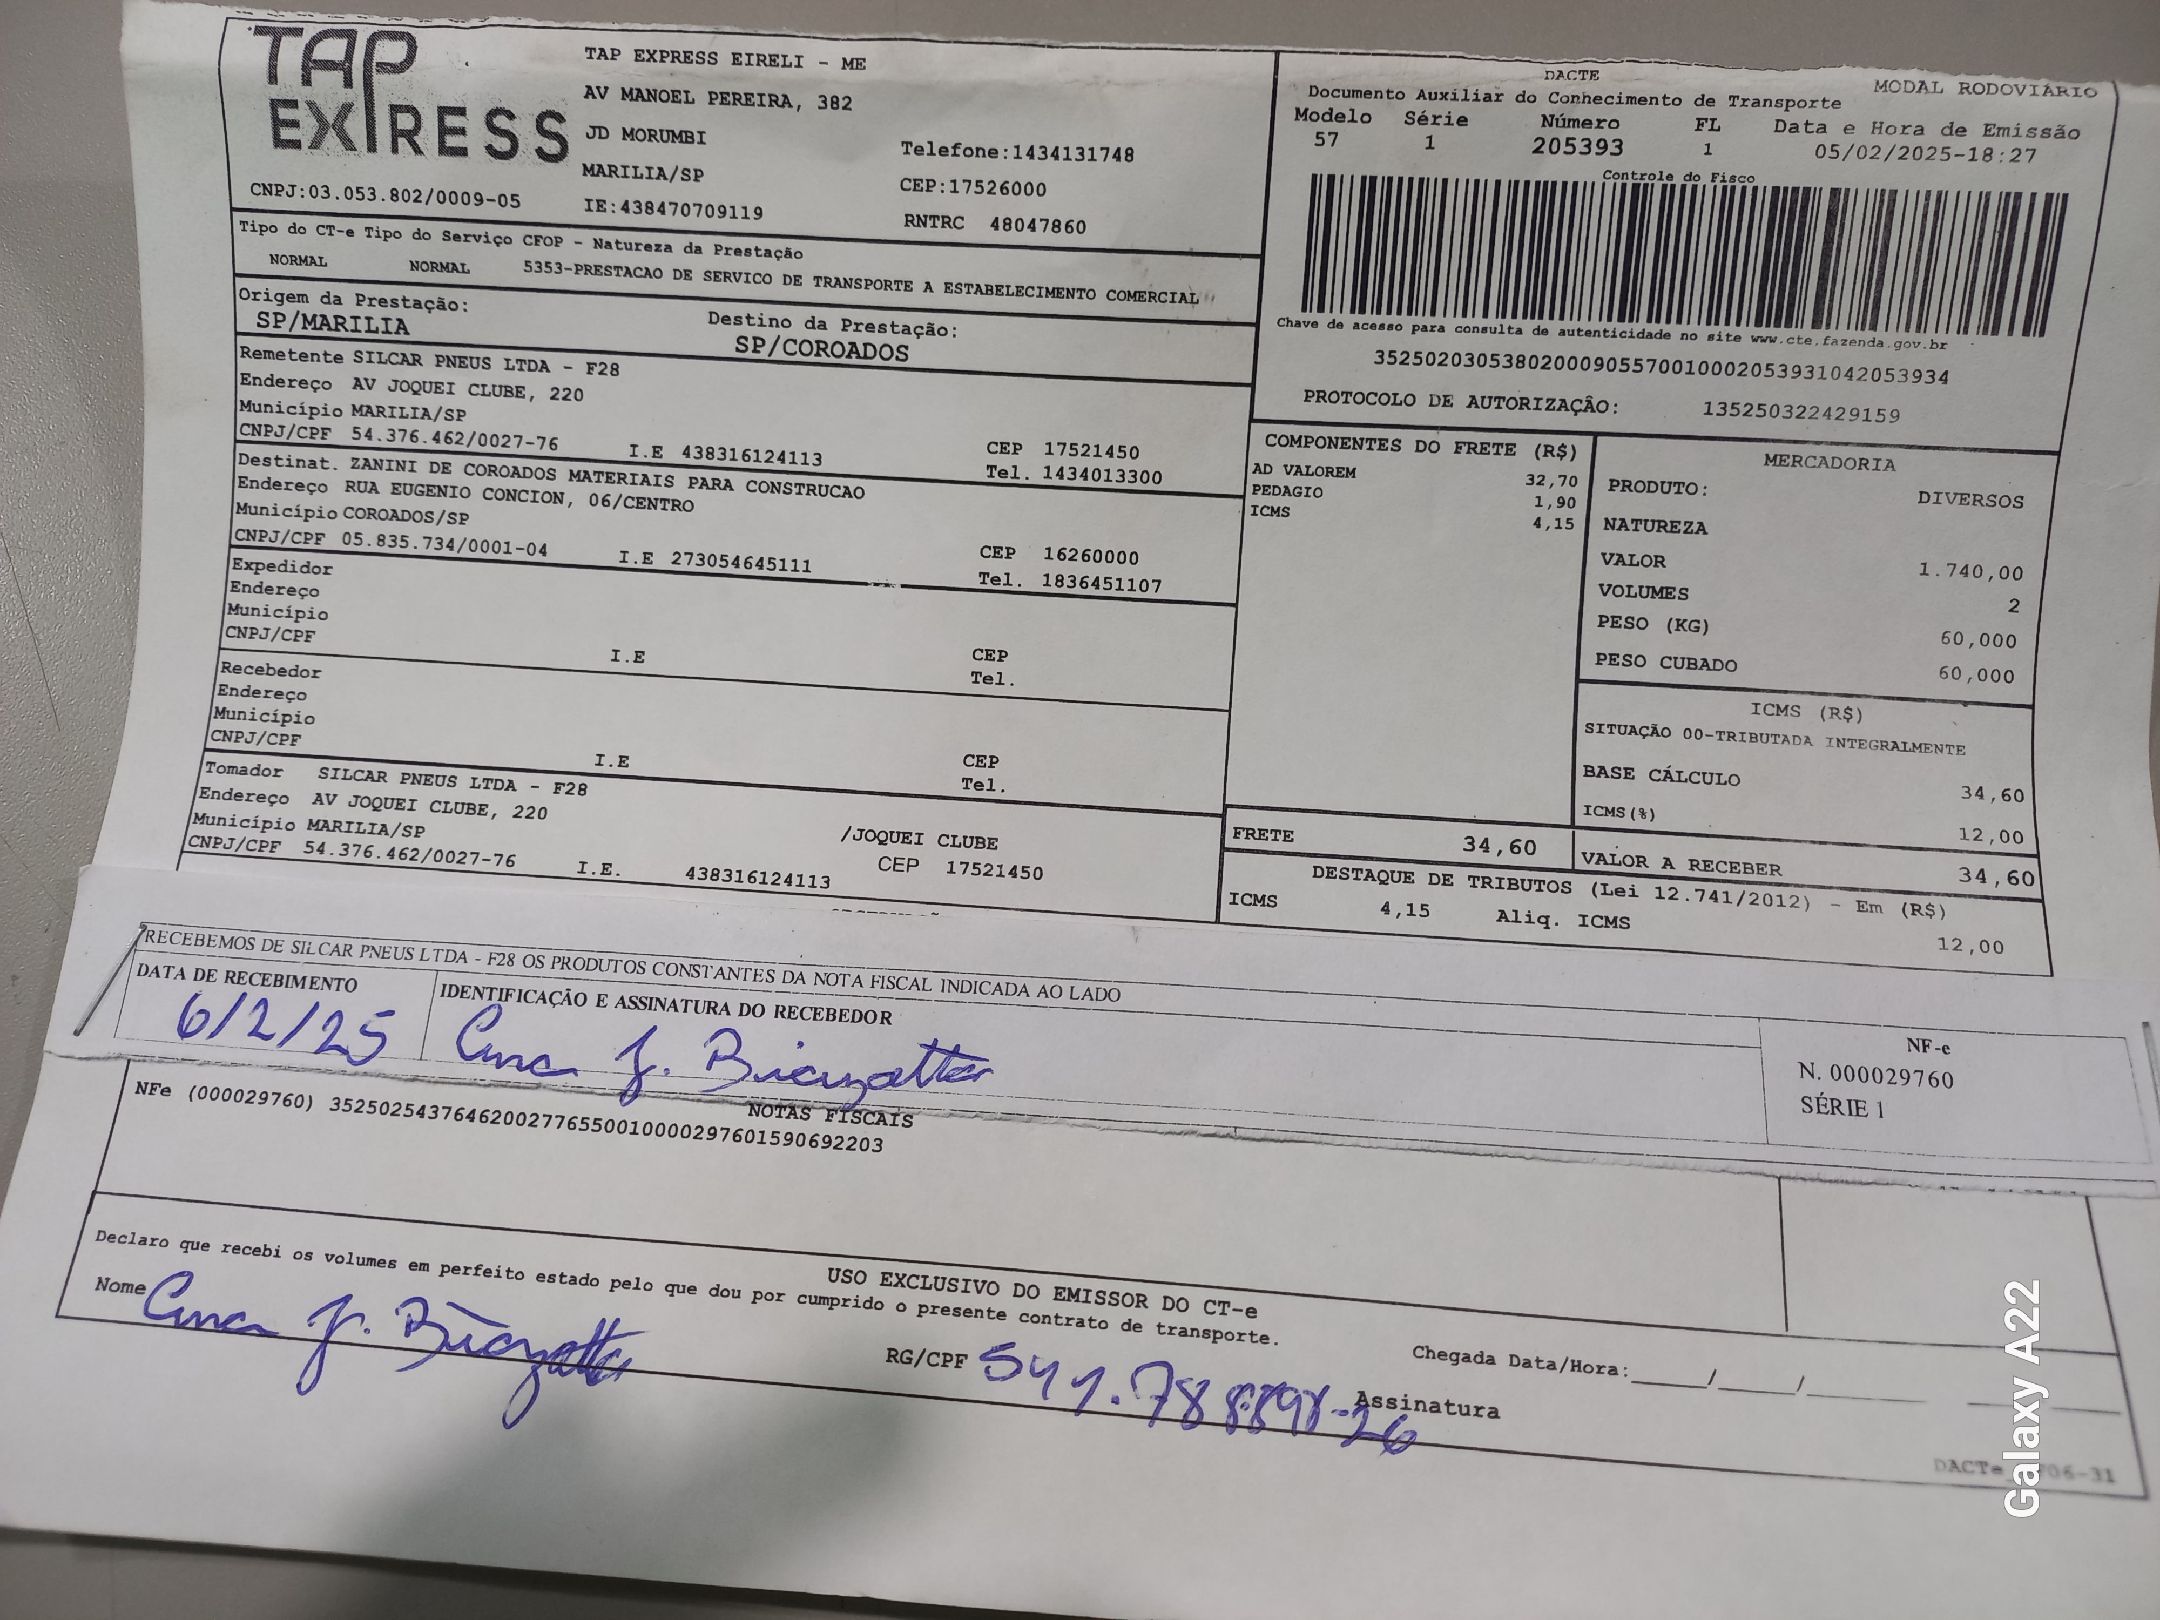 TAP
EXPRESS
TAP EXPRESS EIRELI - ME
AV MANOEL PEREIRA, 382
JD MORUMBI
Telefone:1434131748
MARILIA/SP
CEP:17526000
CNPJ:03.053.802/0009-05
IE:438470709119
RNTRC 48047860
DACTE
MODAL RODOVIÁRIO
Documento Auxiliar do Conhecimento de Transporte
Modelo Série Número FL Data e Hora de Emissão
57 1 205393 1 05/02/2025-18:27
Controle do Fisco
Chave de acesso para consulta de autenticidade no site www.cte.fazenda.gov.br
35250203053802000905570010002053931042053934
PROTOCOLO DE AUTORIZAÇÃO: 135250322429159
Tipo do CT-e Tipo do Serviço CFOP - Natureza da Prestação
NORMAL NORMAL 5353-PRESTACAO DE SERVICO DE TRANSPORTE A ESTABELECIMENTO COMERCIAL
Origem da Prestação: Destino da Prestação:
SP/MARILIA SP/COROADOS
Remetente SILCAR PNEUS LTDA - F28
Endereço AV JOQUEI CLUBE, 220
Município MARILIA/SP CEP 17521450
CNPJ/CPF 54.376.462/0027-76 I.E 438316124113 Tel. 1434013300
Destinat. ZANINI DE COROADOS MATERIAIS PARA CONSTRUCAO
Endereço RUA EUGENIO CONCION, 06/CENTRO
Município COROADOS/SP CEP 16260000
CNPJ/CPF 05.835.734/0001-04 I.E 273054645111 Tel. 1836451107
Expedidor
Endereço
Município CEP
CNPJ/CPF I.E Tel.
Recebedor
Endereço
Município CEP
CNPJ/CPF I.E Tel.
Tomador SILCAR PNEUS LTDA - F28
Endereço AV JOQUEI CLUBE, 220 /JOQUEI CLUBE
Município MARILIA/SP CEP 17521450
CNPJ/CPF 54.376.462/0027-76 I.E. 438316124113
COMPONENTES DO FRETE (R$)
AD VALOREM 32,70
PEDAGIO 1,90
ICMS 4,15
MERCADORIA
PRODUTO: DIVERSOS
NATUREZA
VALOR 1.740,00
VOLUMES 2
PESO (KG) 60,000
PESO CUBADO 60,000
ICMS (R$)
SITUAÇÃO 00-TRIBUTADA INTEGRALMENTE
BASE CÁLCULO 34,60
ICMS(%) 12,00
FRETE 34,60
VALOR A RECEBER 34,60
DESTAQUE DE TRIBUTOS (Lei 12.741/2012) - Em (R$)
ICMS 4,15 Aliq. ICMS 12,00
RECEBEMOS DE SILCAR PNEUS LTDA - F28 OS PRODUTOS CONSTANTES DA NOTA FISCAL INDICADA AO LADO
DATA DE RECEBIMENTO
6/2/25
IDENTIFICAÇÃO E ASSINATURA DO RECEBEDOR
NF-e
N. 000029760
SÉRIE 1
NOTAS FISCAIS
NFe (000029760) 35250254376462002776550010000297601590692203
USO EXCLUSIVO DO EMISSOR DO CT-e
Declaro que recebi os volumes em perfeito estado pelo que dou por cumprido o presente contrato de transporte.
Nome
RG/CPF
Chegada Data/Hora:_____/_____/_____
Assinatura
Galaxy A22